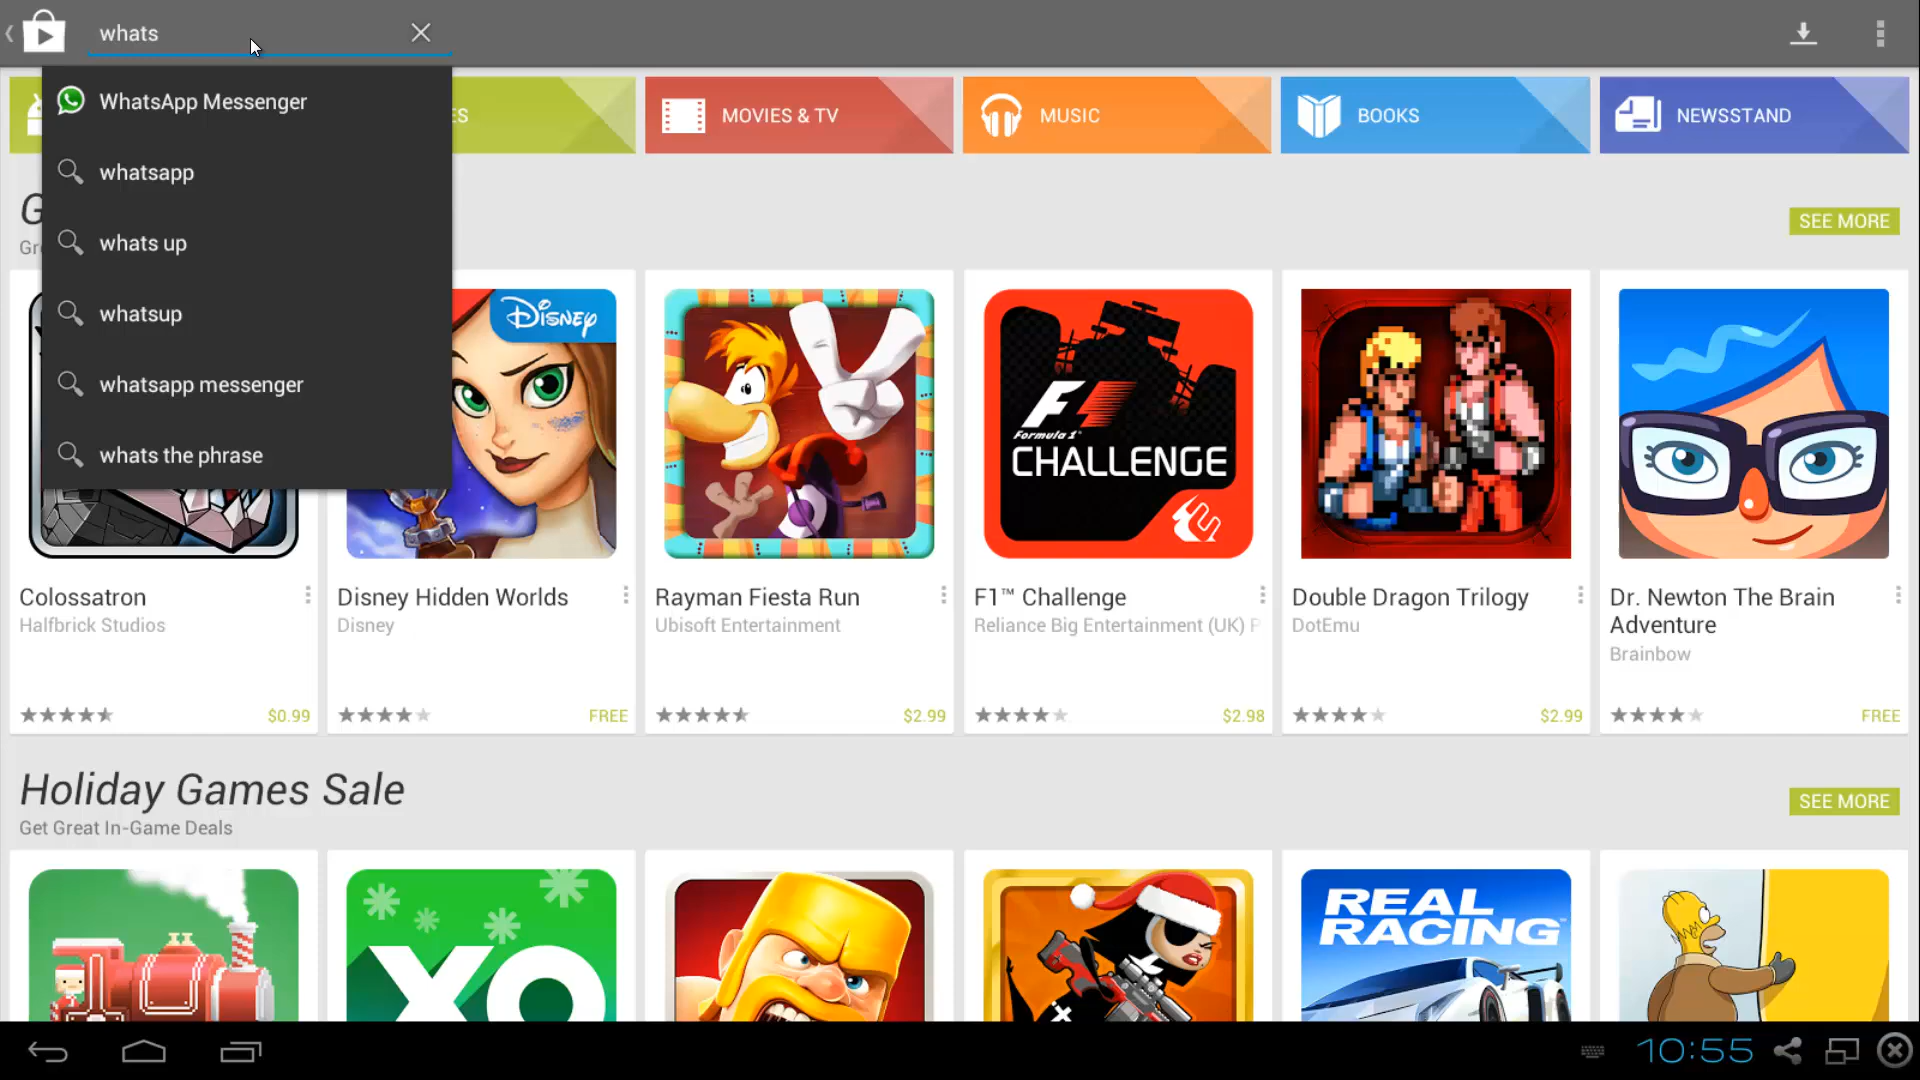 whats
WhatsApp Messenger
whatsapp
whats up
whatsup
whatsapp messenger
whats the phrase
ES
MOVIES & TV
MUSIC
BOOKS
NEWSSTAND
G
Gr
SEE MORE
Disney
F1
Formula 1
CHALLENGE
Colossatron
Halfbrick Studios
$0.99
Disney Hidden Worlds
Disney
FREE
Rayman Fiesta Run
Ubisoft Entertainment
$2.99
F1™ Challenge
Reliance Big Entertainment (UK) P
$2.98
Double Dragon Trilogy
DotEmu
$2.99
Dr. Newton The Brain
Adventure
Brainbow
FREE
Holiday Games Sale
Get Great In-Game Deals
SEE MORE
XO
REAL
RACING
10:55